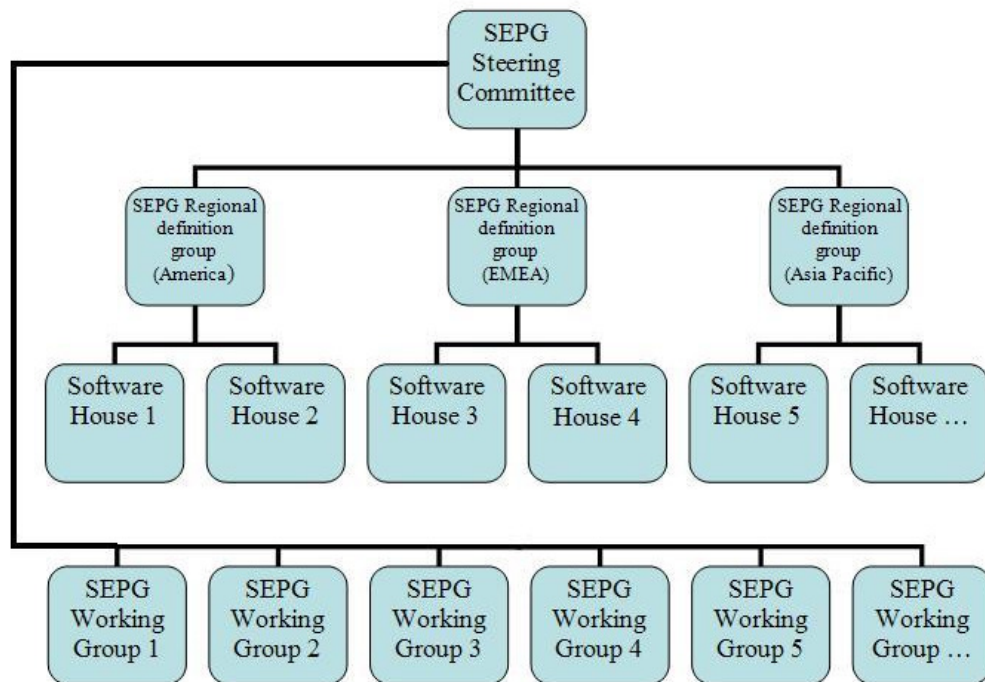 SEPG
Steering
Committee
SEPG Regional
definition
group
(America)
SEPG Regional
definition
group
(EMEA)
SEPG Regional
definition
group
(Asia Pacific)
Software
House 1
Software
House 2
Software
House 3
Software
House 4
Software
House 5
Software
House …
SEPG
Working
Group 1
SEPG
Working
Group 2
SEPG
Working
Group 3
SEPG
Working
Group 4
SEPG
Working
Group 5
SEPG
Working
Group …